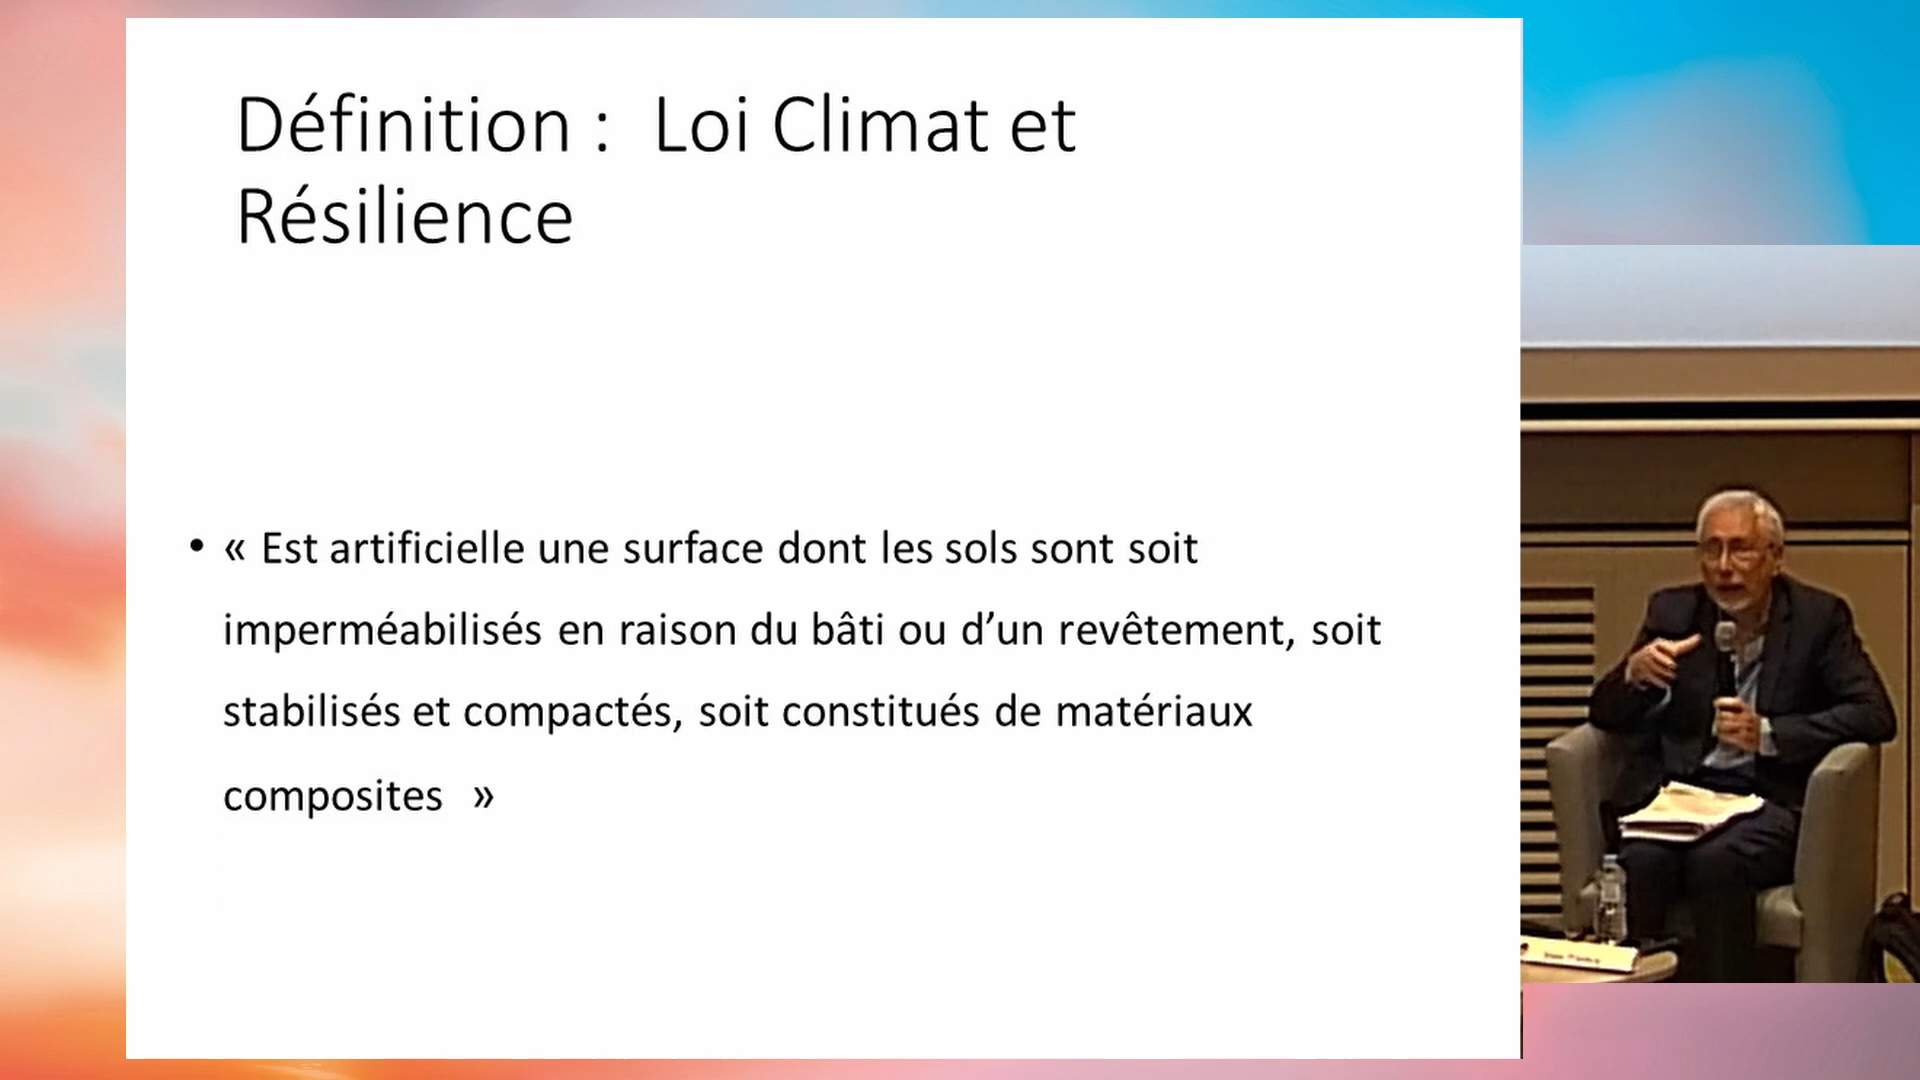 Définition :  Loi Climat et
Résilience
• « Est artificielle une surface dont les sols sont soit
imperméabilisés en raison du bâti ou d’un revêtement, soit
stabilisés et compactés, soit constitués de matériaux
composites  »